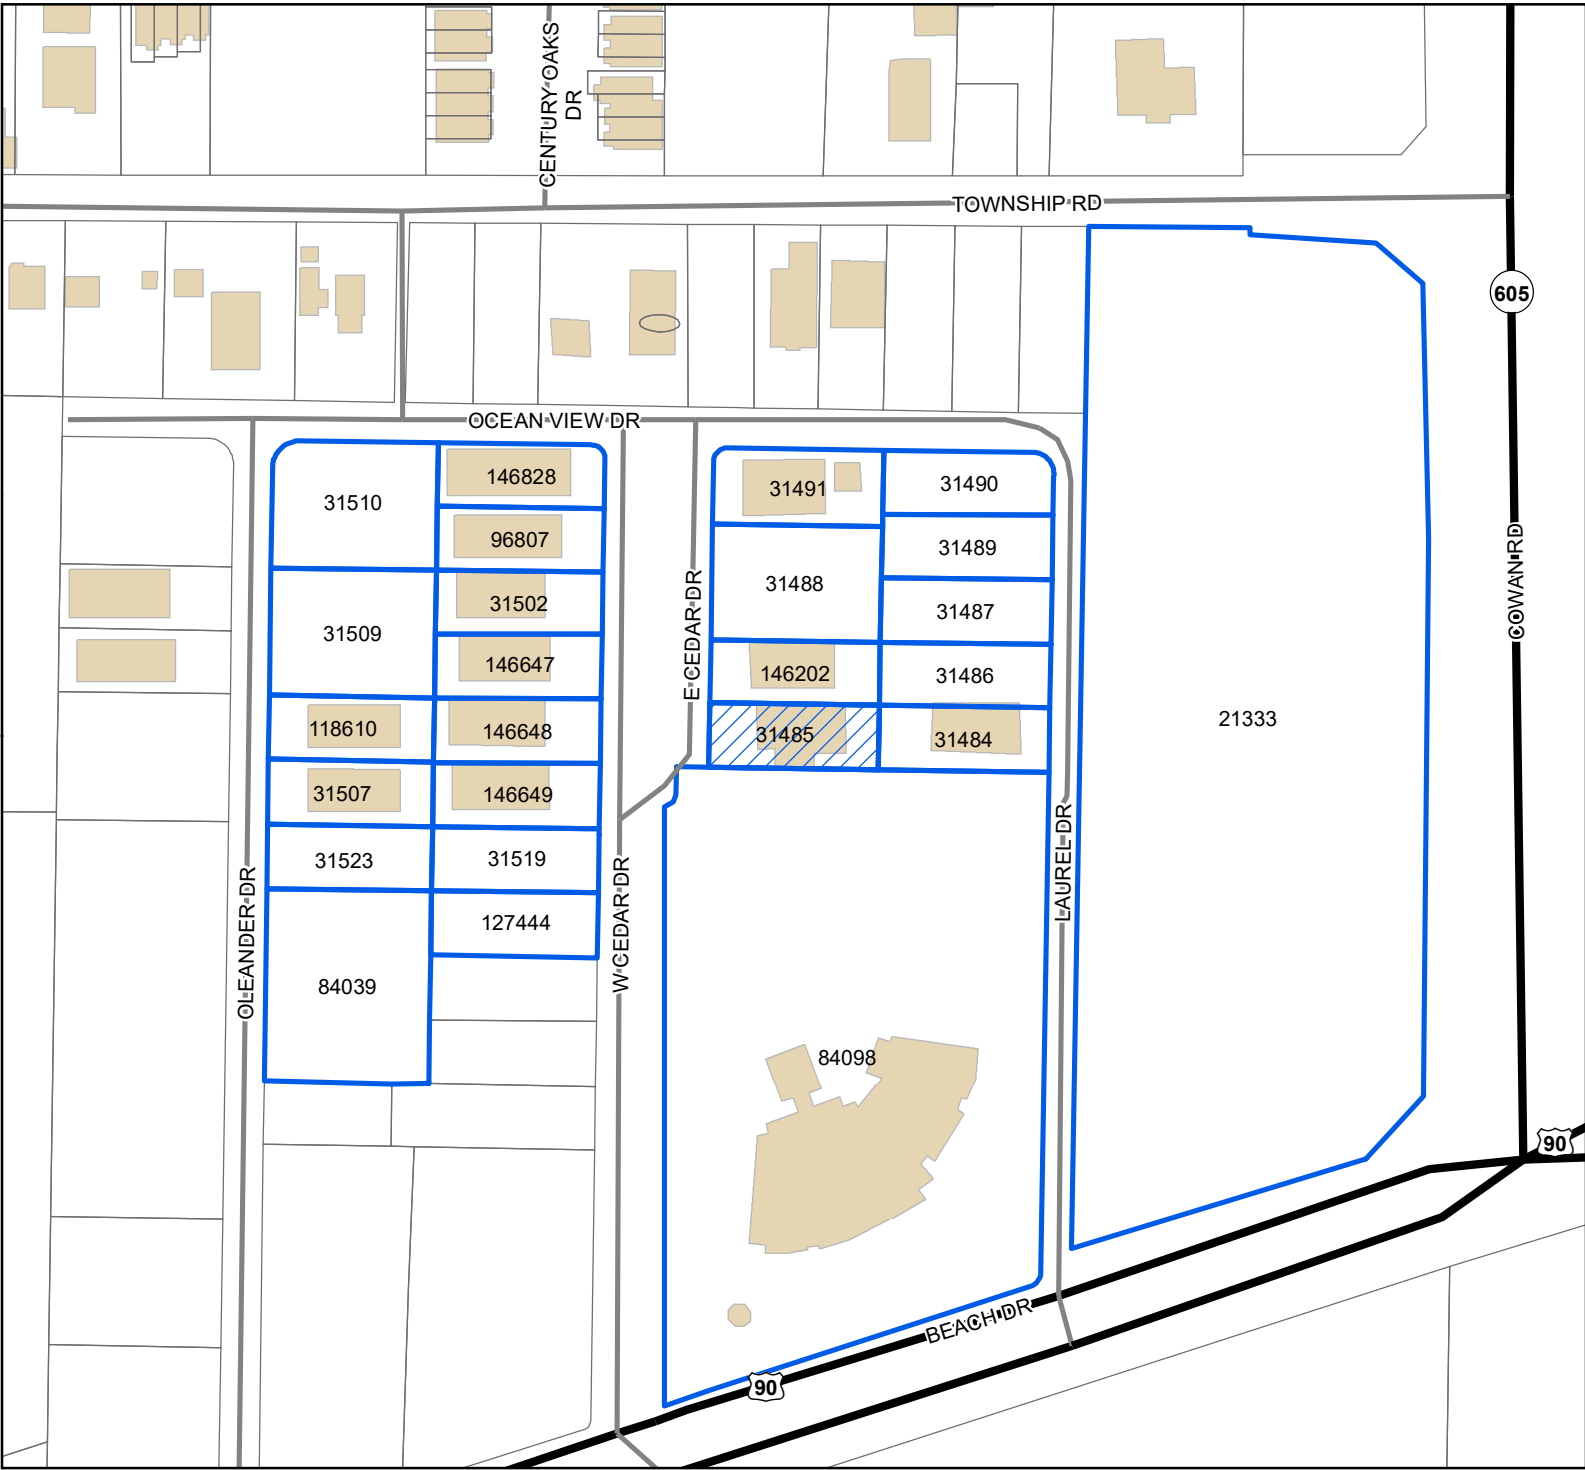 CENTURY OAKS
DR
TOWNSHIP RD
605
OCEAN VIEW DR
146828
31510
31491
31490
96807
31489
31488
31502
31487
31509
146647
146202
31486
118610
146648
31485
31484
21333
31507
146649
31523
31519
127444
84039
84098
E CEDAR DR
COWAN RD
OLEANDER DR
W CEDAR DR
LAUREL DR
90
BEACH DR
90